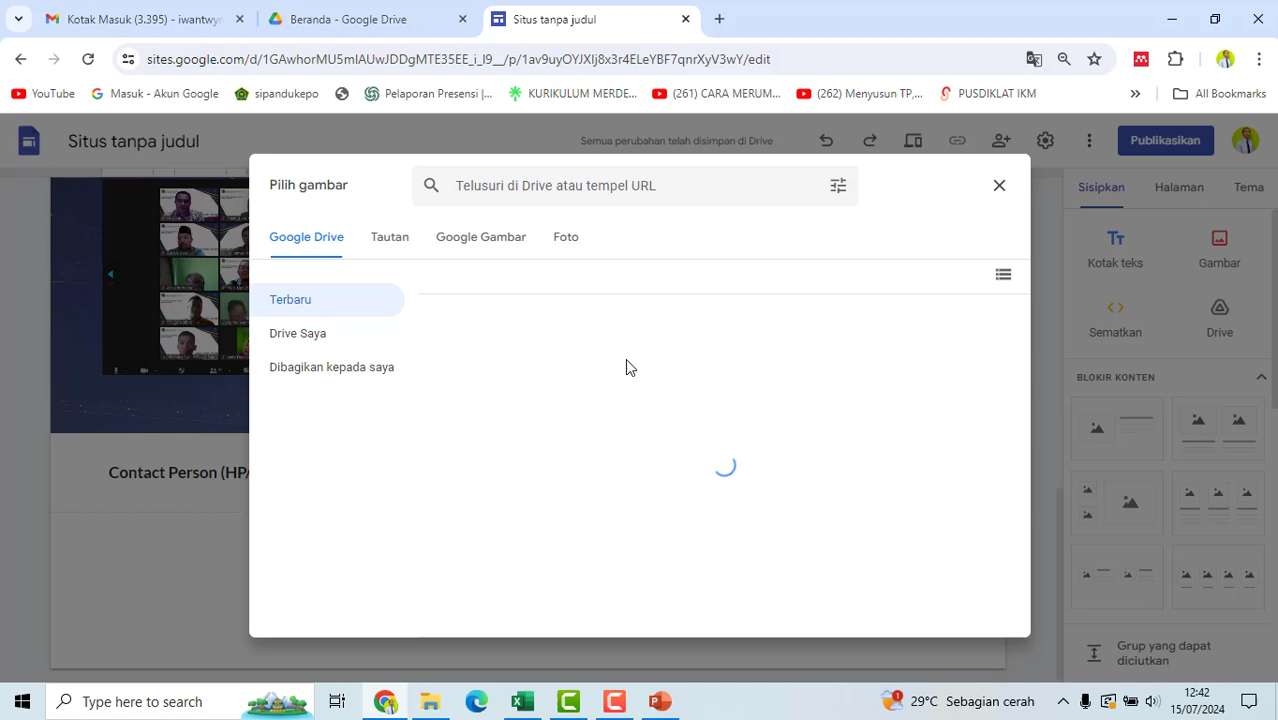 Kotak Masuk (3.395) - iwantwyn
Beranda - Google Drive
Situs tanpa judul
sites.google.com/d/1GAwhorMU5mIAUwJDDgMTE35EE_i_I9__/p/1av9uyOYJXIj8x3r4ELeYBF7qnrXyV3wY/edit
YouTube
Masuk - Akun Google
sipandukepo
Pelaporan Presensi |...
KURIKULUM MERDE...
(261) CARA MERUM...
(262) Menyusun TP,...
PUSDIKLAT IKM
All Bookmarks
Situs tanpa judul
Semua perubahan telah disimpan di Drive
Publikasikan
Pilih gambar
Telusuri di Drive atau tempel URL
Google Drive
Tautan
Google Gambar
Foto
Terbaru
Drive Saya
Dibagikan kepada saya
Contact Person (HP/
Sisipkan
Halaman
Tema
Kotak teks
Gambar
Sematkan
Drive
BLOKIR KONTEN
Grup yang dapat
diciutkan
Type here to search
1
29°C Sebagian cerah
12:42
15/07/2024